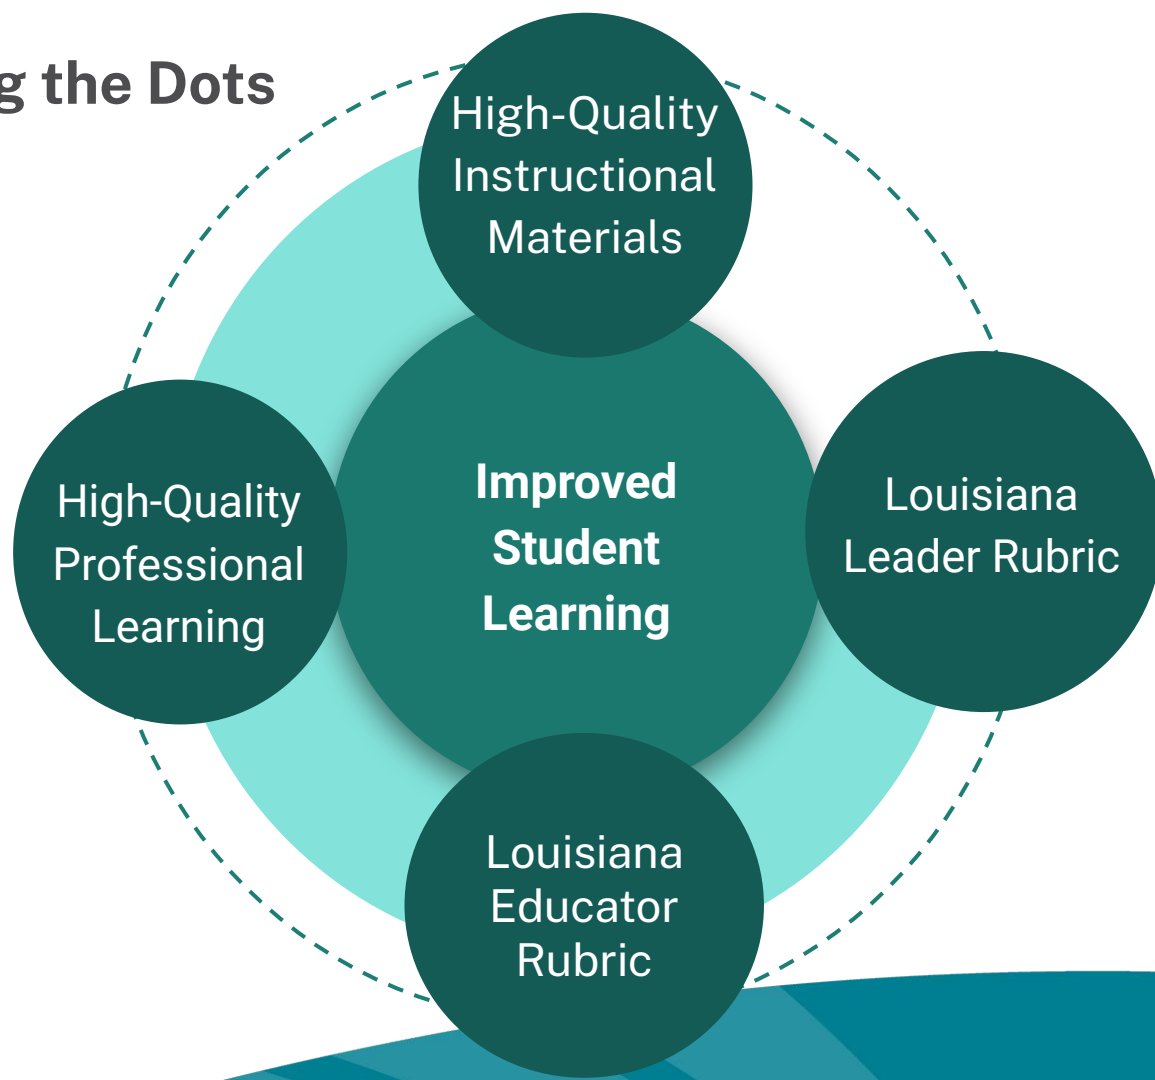 g the Dots
High-Quality
Instructional
Materials
High-Quality
Professional
Learning
Improved
Student
Learning
Louisiana
Leader Rubric
Louisiana
Educator
Rubric